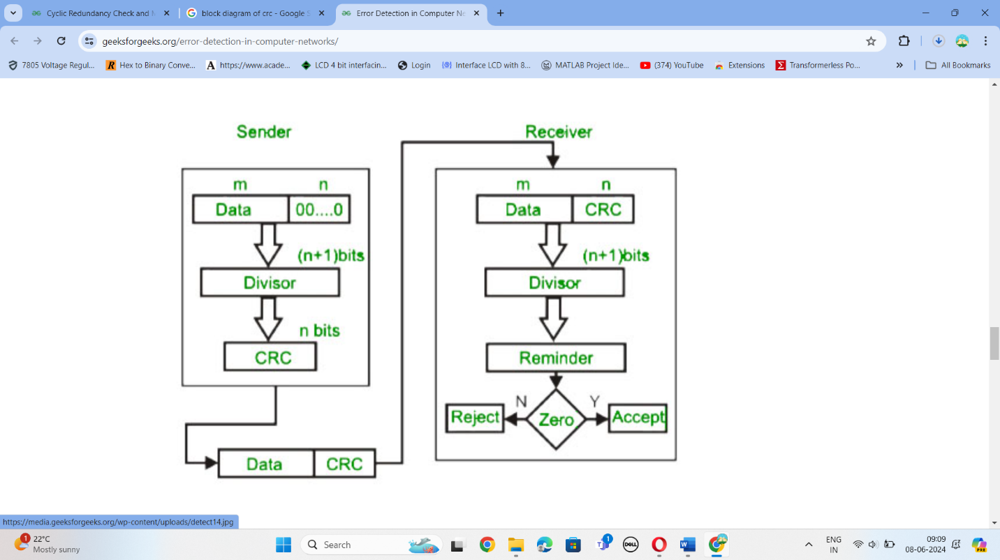 Cyclic Redundancy Check and
block diagram of crc - Google
Error Detection in Computer Ne
geeksforgeeks.org/error-detection-in-computer-networks/
7805 Voltage Regul...
Hex to Binary Conve...
https://www.acade...
LCD 4 bit interfacin...
Login
Interface LCD with 8...
MATLAB Project Ide...
(374) YouTube
Extensions
Transformerless Po...
»
All Bookmarks
Sender
m n
Data 00....0
(n+1)bits
Divisor
n bits
CRC
Data CRC
Receiver
m n
Data CRC
(n+1)bits
Divisor
Reminder
N Y
Reject Zero Accept
https://media.geeksforgeeks.org/wp-content/uploads/detect14.jpg
1 22°C
Mostly sunny
Search
1
DELL
W
ENG
IN
09:09
08-06-2024
PRE